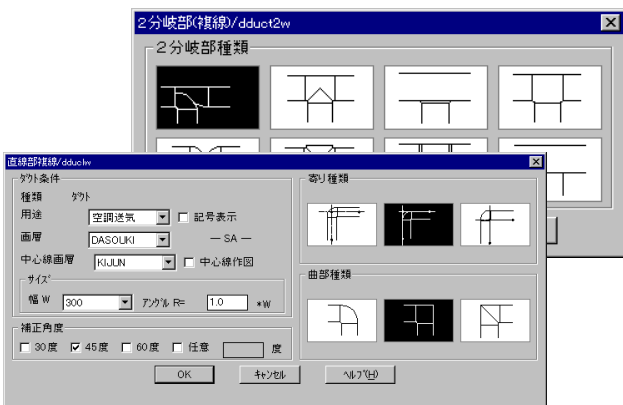 ２分岐部(複線)/dduct2w
２分岐部種類
直線部複線/dductw
ﾀﾞｸﾄ条件
種類 ﾀﾞｸﾄ
用途 空調送気 記号表示
画層 DASOUKI ― SA ―
中心線画層 KIJUN 中心線作図
ｻｲｽﾞ
幅 W 300 ｱﾝｸﾞﾙ R= 1.0 *W
補正角度
30度 45度 60度 任意 度
寄り種類
曲部種類
OK ｷｬﾝｾﾙ ﾍﾙﾌﾟ(H)